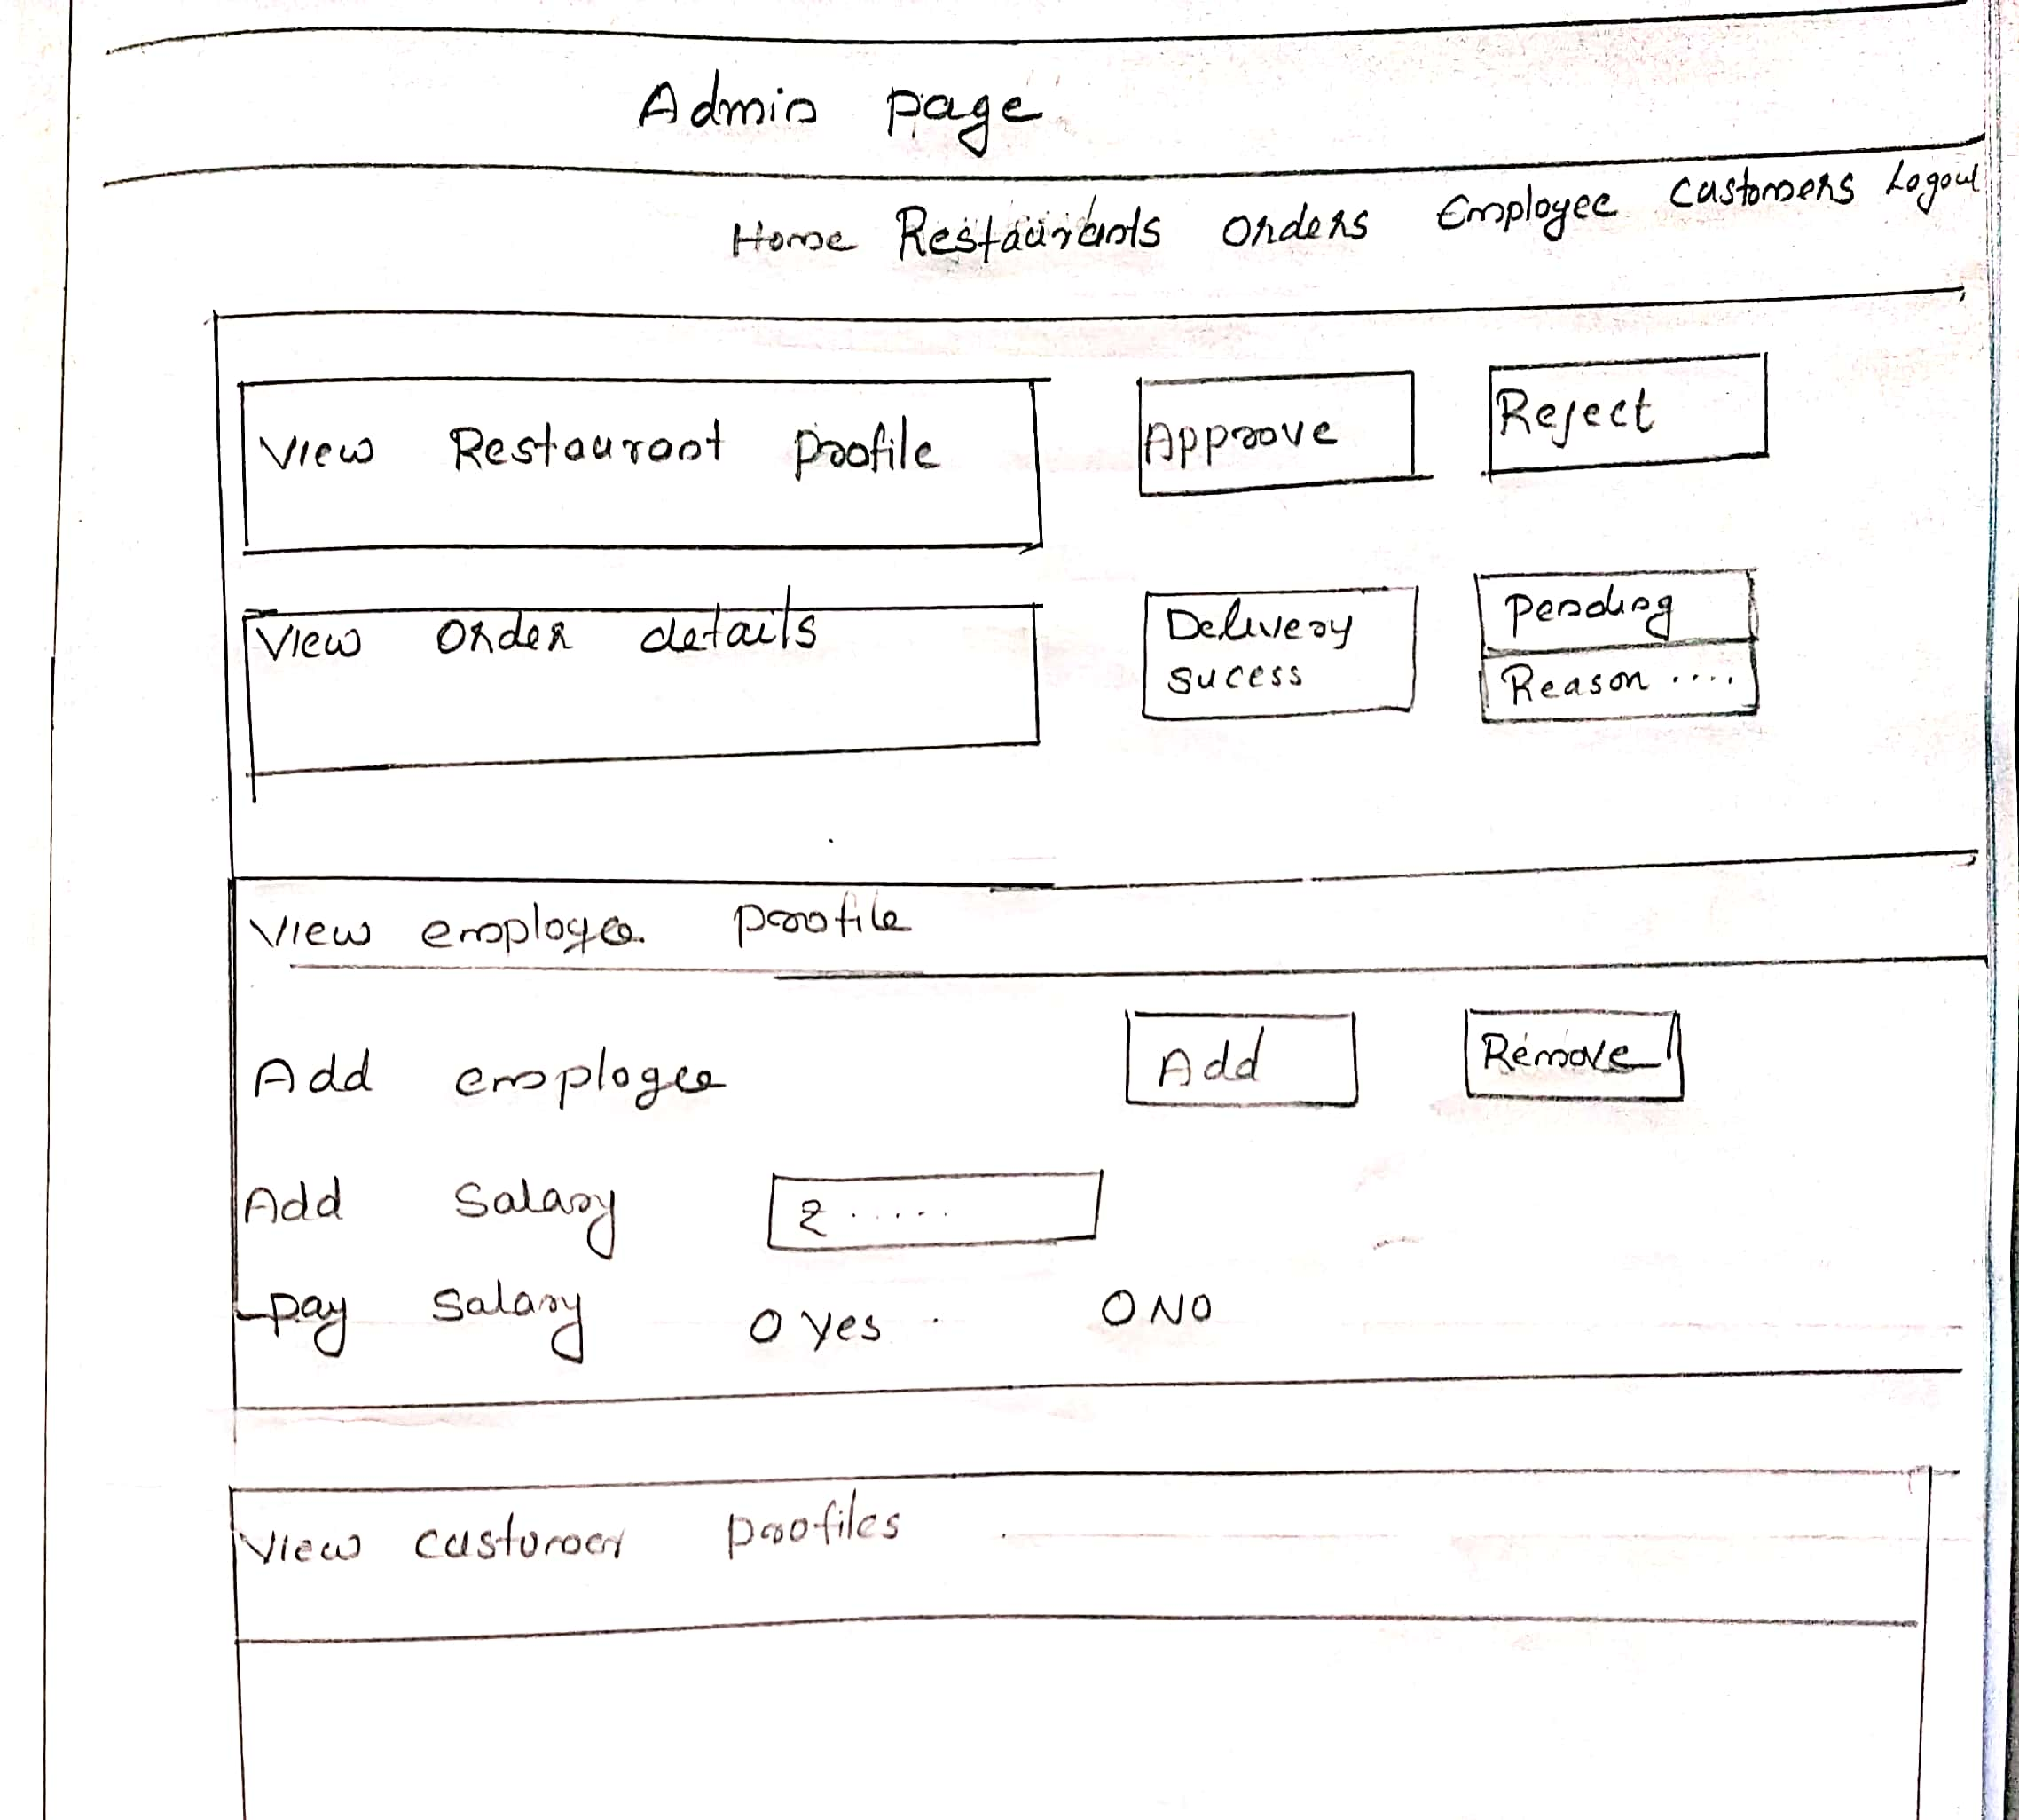 Admin page
Home Restaurants Orders Employee Customers Logout
View Restaurant profile Approve Reject
View Order details Delivery sucess Pending
Reason ....
View employee profile
Add employee Add Remove
Add Salary ₹ .....
pay salary O Yes O NO
View customer profiles